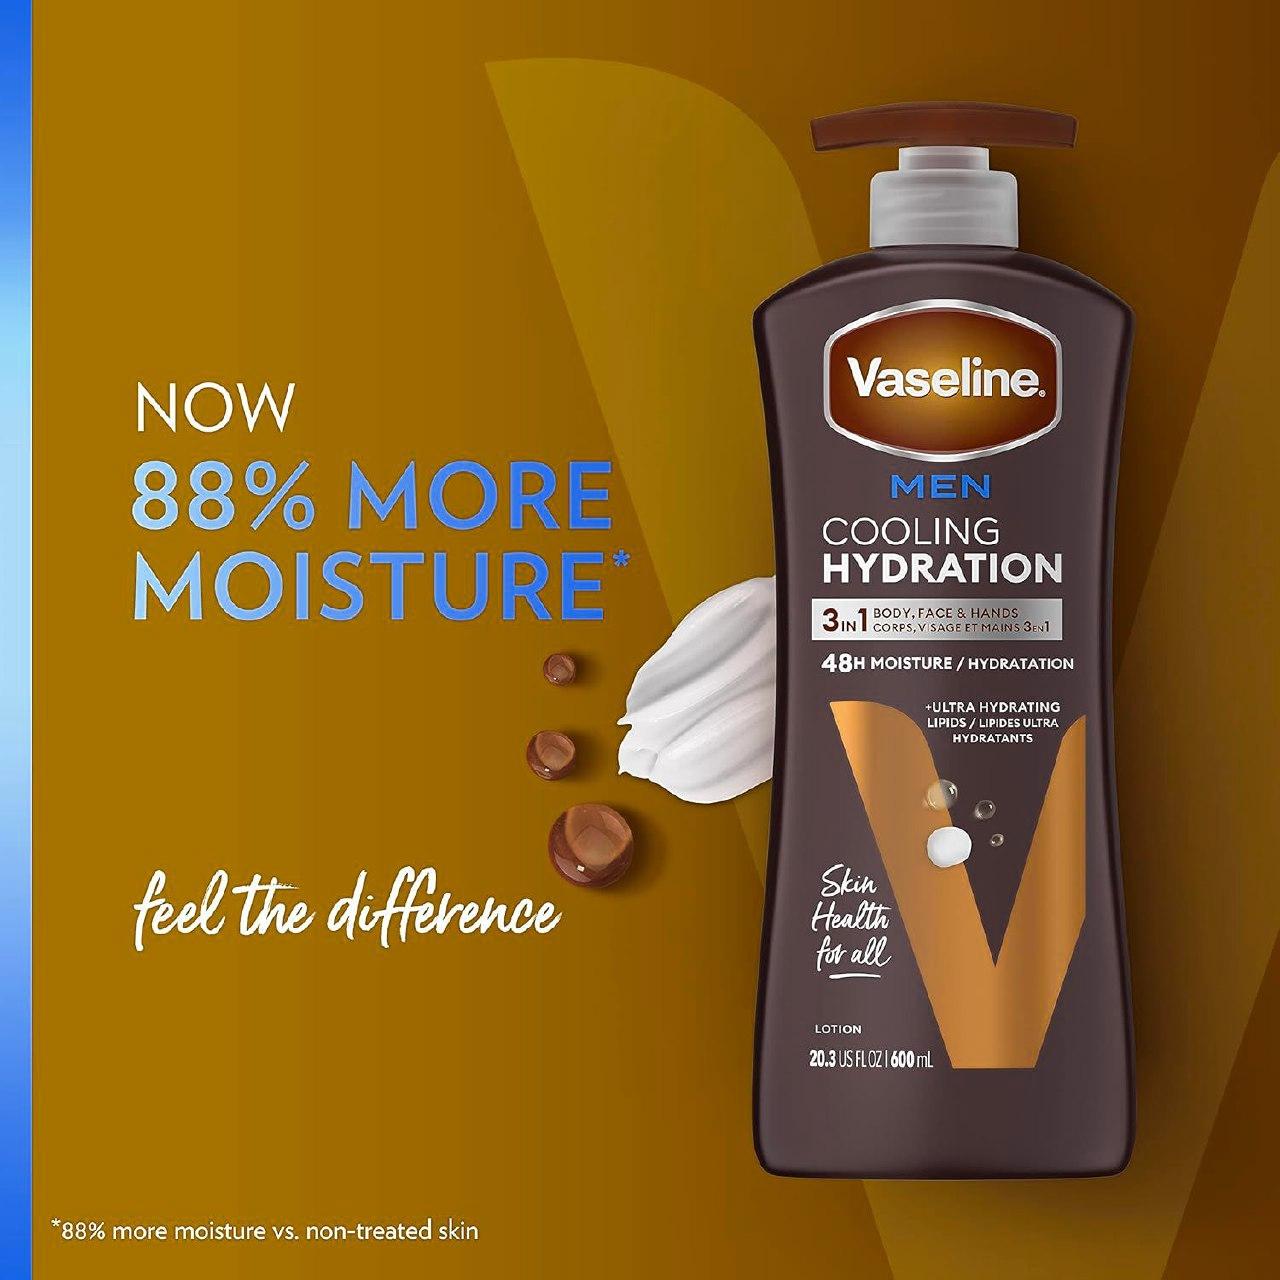 NOW
88% MORE
MOISTURE*
feel the difference
*88% more moisture vs. non-treated skin
Vaseline®
MEN
COOLING
HYDRATION
3IN1 BODY, FACE & HANDS
CORPS, VISAGE ET MAINS 3EN1
48H MOISTURE / HYDRATATION
+ULTRA HYDRATING
LIPIDS / LIPIDES ULTRA
HYDRATANTS
Skin
Health
for all
LOTION
20.3 US FL OZ | 600 mL